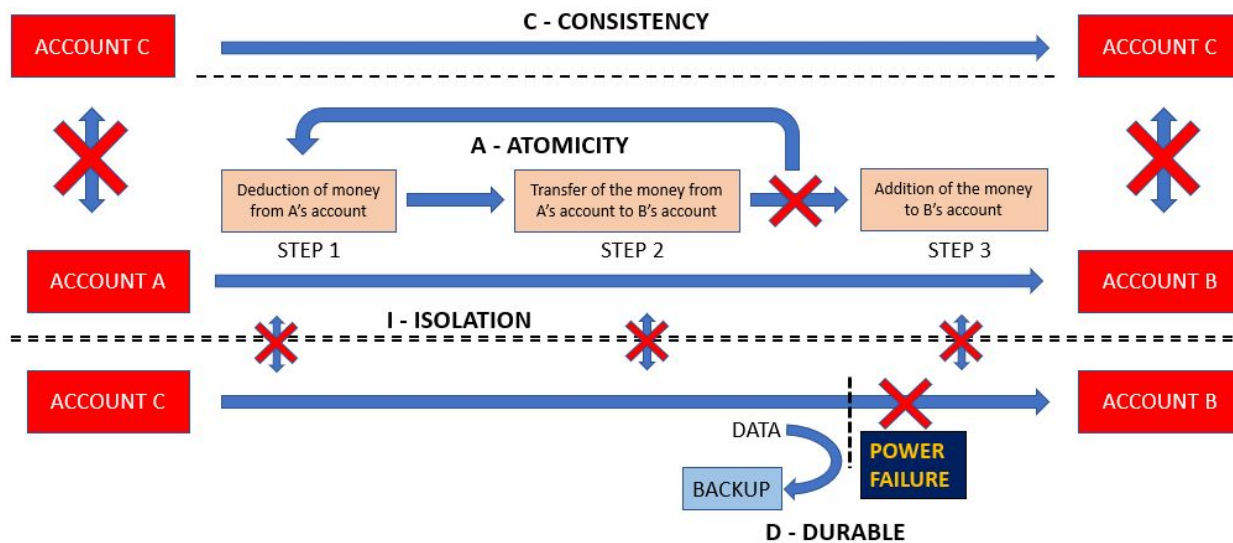 C - CONSISTENCY
ACCOUNT C
ACCOUNT C
A - ATOMICITY
Deduction of money
from A's account
Transfer of the money from
A's account to B's account
Addition of the money
to B's account
STEP 1
STEP 2
STEP 3
ACCOUNT A
ACCOUNT B
I - ISOLATION
ACCOUNT C
ACCOUNT B
DATA
POWER
FAILURE
BACKUP
D - DURABLE